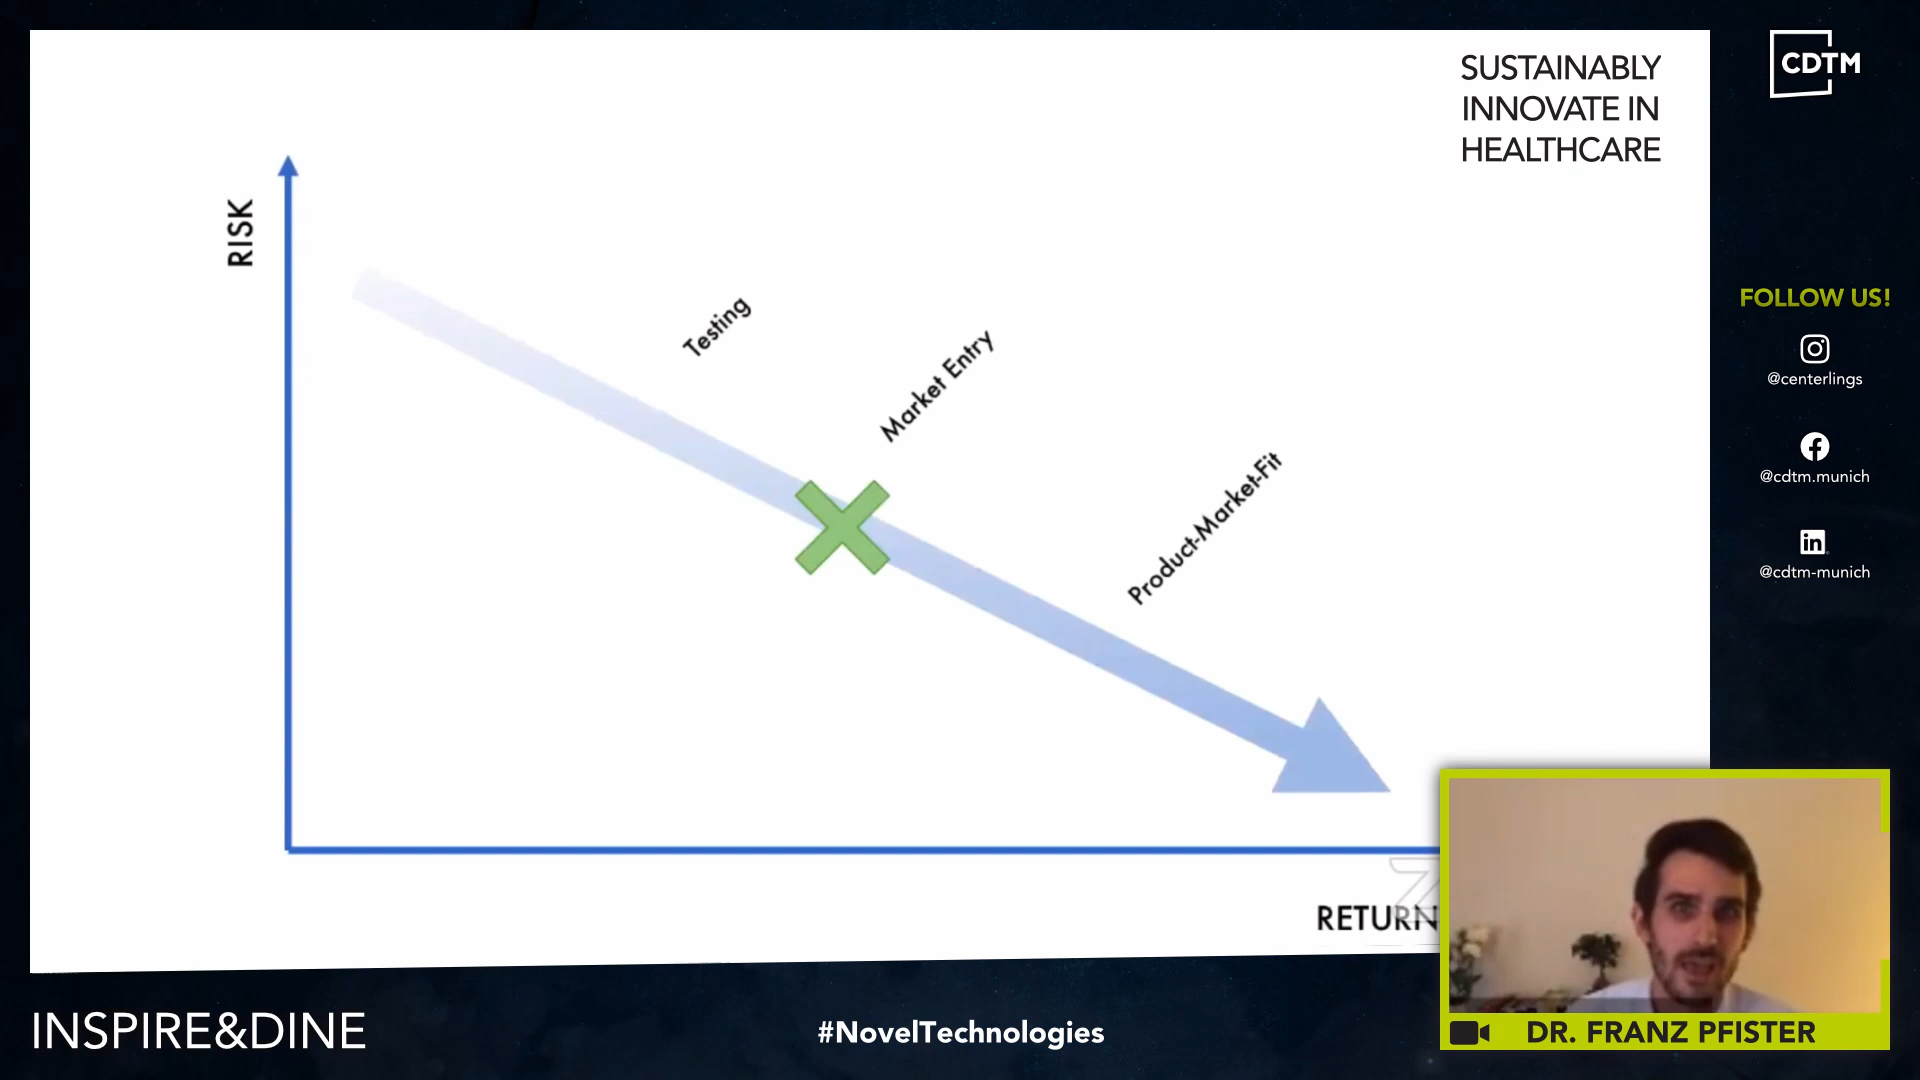 SUSTAINABLY
INNOVATE IN
HEALTHCARE
CDTM
RISK
Testing
Market Entry
Product-Market-Fit
RETURN
FOLLOW US!
@centerlings
@cdtm.munich
in
@cdtm-munich
INSPIRE&DINE
#NovelTechnologies
DR. FRANZ PFISTER